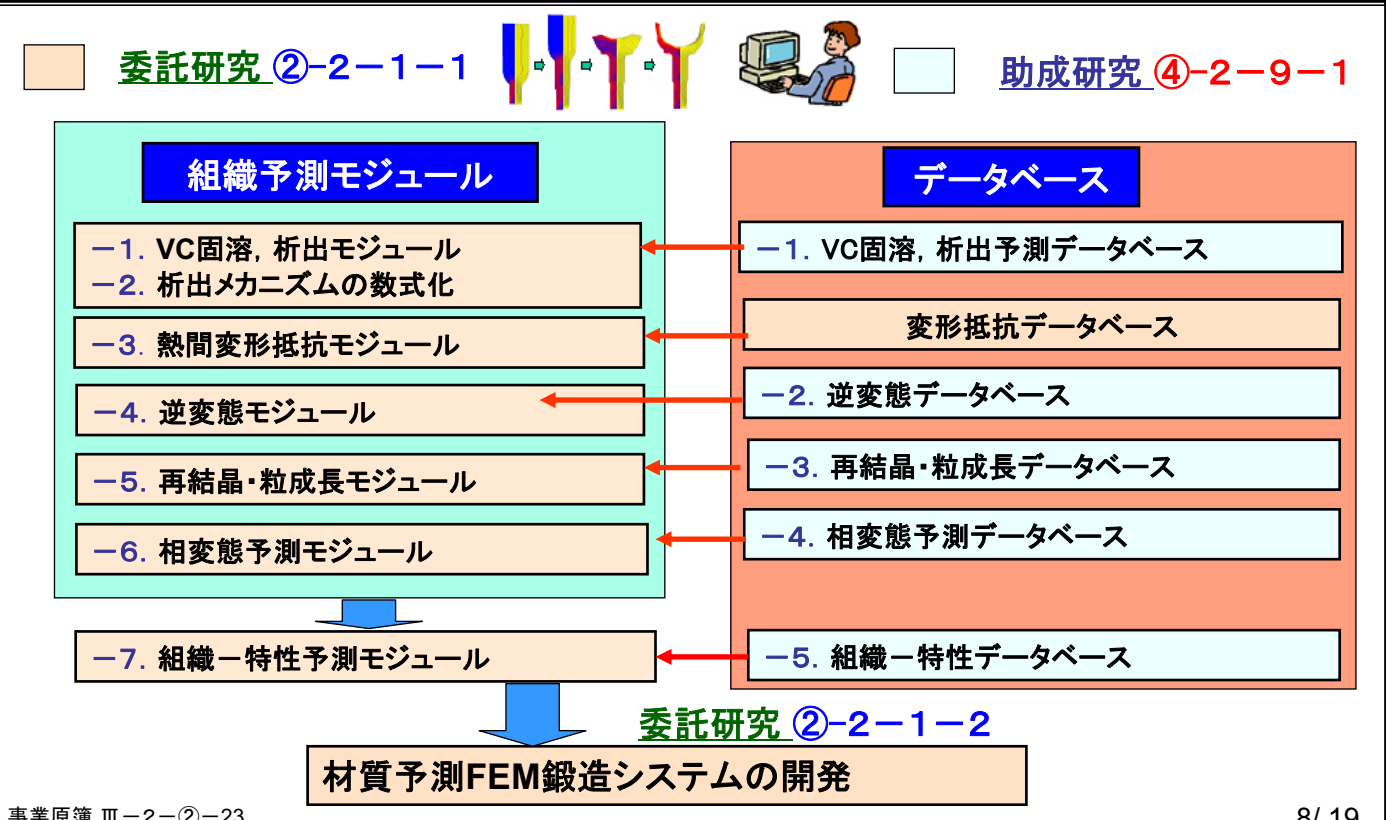 委託研究 ②-2－1－1
助成研究 ④-2－9－1
組織予測モジュール
－1. VC固溶, 析出モジュール
－2. 析出メカニズムの数式化
－3. 熱間変形抵抗モジュール
－4. 逆変態モジュール
－5. 再結晶・粒成長モジュール
－6. 相変態予測モジュール
－7. 組織－特性予測モジュール
データベース
－1. VC固溶, 析出予測データベース
変形抵抗データベース
－2. 逆変態データベース
－3. 再結晶・粒成長データベース
－4. 相変態予測データベース
－5. 組織－特性データベース
委託研究 ②-2－1－2
材質予測FEM鍛造システムの開発
事業原簿 Ⅲ－2－②－23
8/ 19